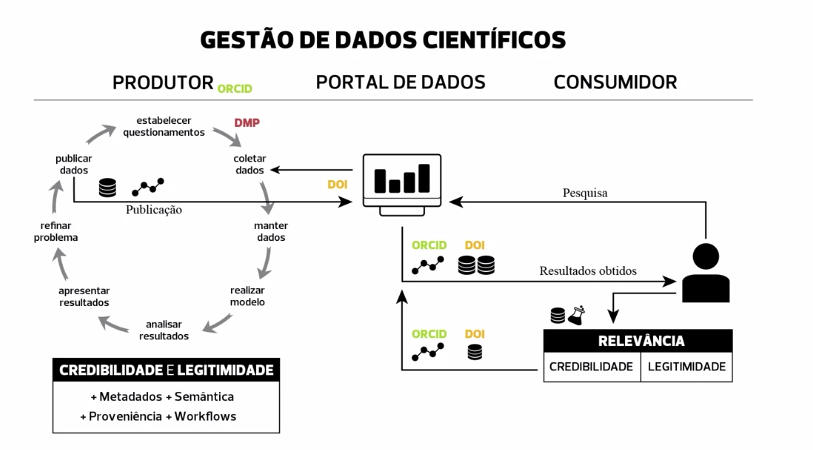 GESTÃO DE DADOS CIENTÍFICOS
PRODUTOR ORCID
PORTAL DE DADOS
CONSUMIDOR
estabelecer
questionamentos
DMP
coletar
dados
manter
dados
realizar
modelo
analisar
resultados
apresentar
resultados
refinar
problema
publicar
dados
Publicação
DOI
Pesquisa
ORCID DOI
Resultados obtidos
ORCID DOI
RELEVÂNCIA
CREDIBILIDADE LEGITIMIDADE
CREDIBILIDADE E LEGITIMIDADE
+ Metadados + Semântica
+ Proveniência + Workflows